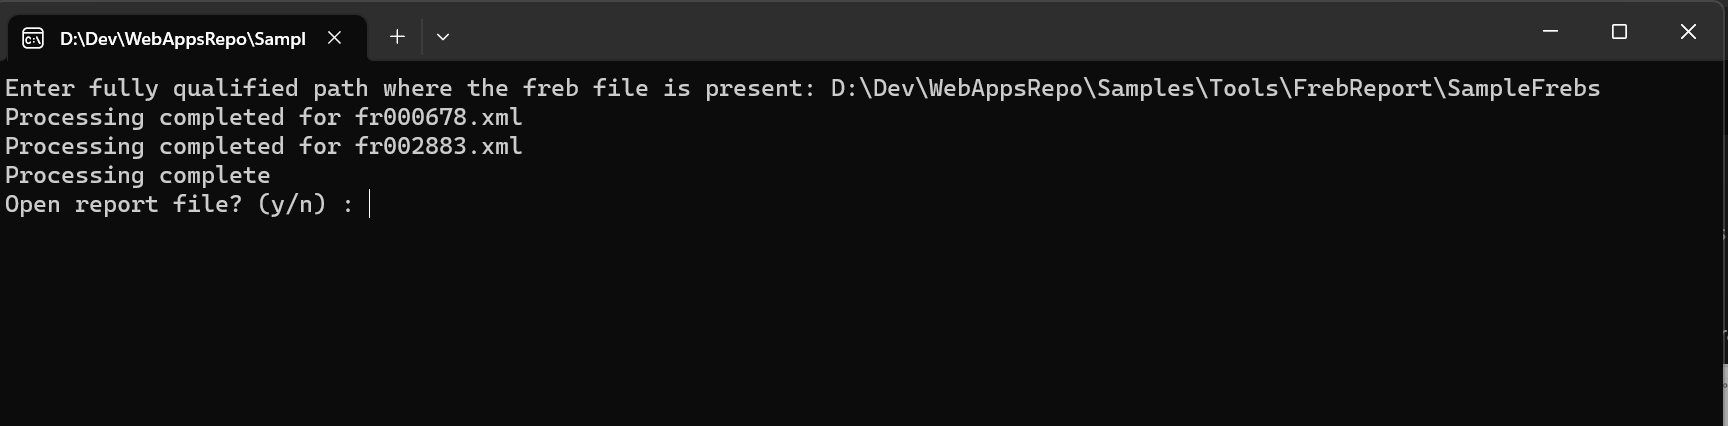 D:\Dev\WebAppsRepo\Sampl
Enter fully qualified path where the freb file is present: D:\Dev\WebAppsRepo\Samples\Tools\FrebReport\SampleFrebs
Processing completed for fr000678.xml
Processing completed for fr002883.xml
Processing complete
Open report file? (y/n) :